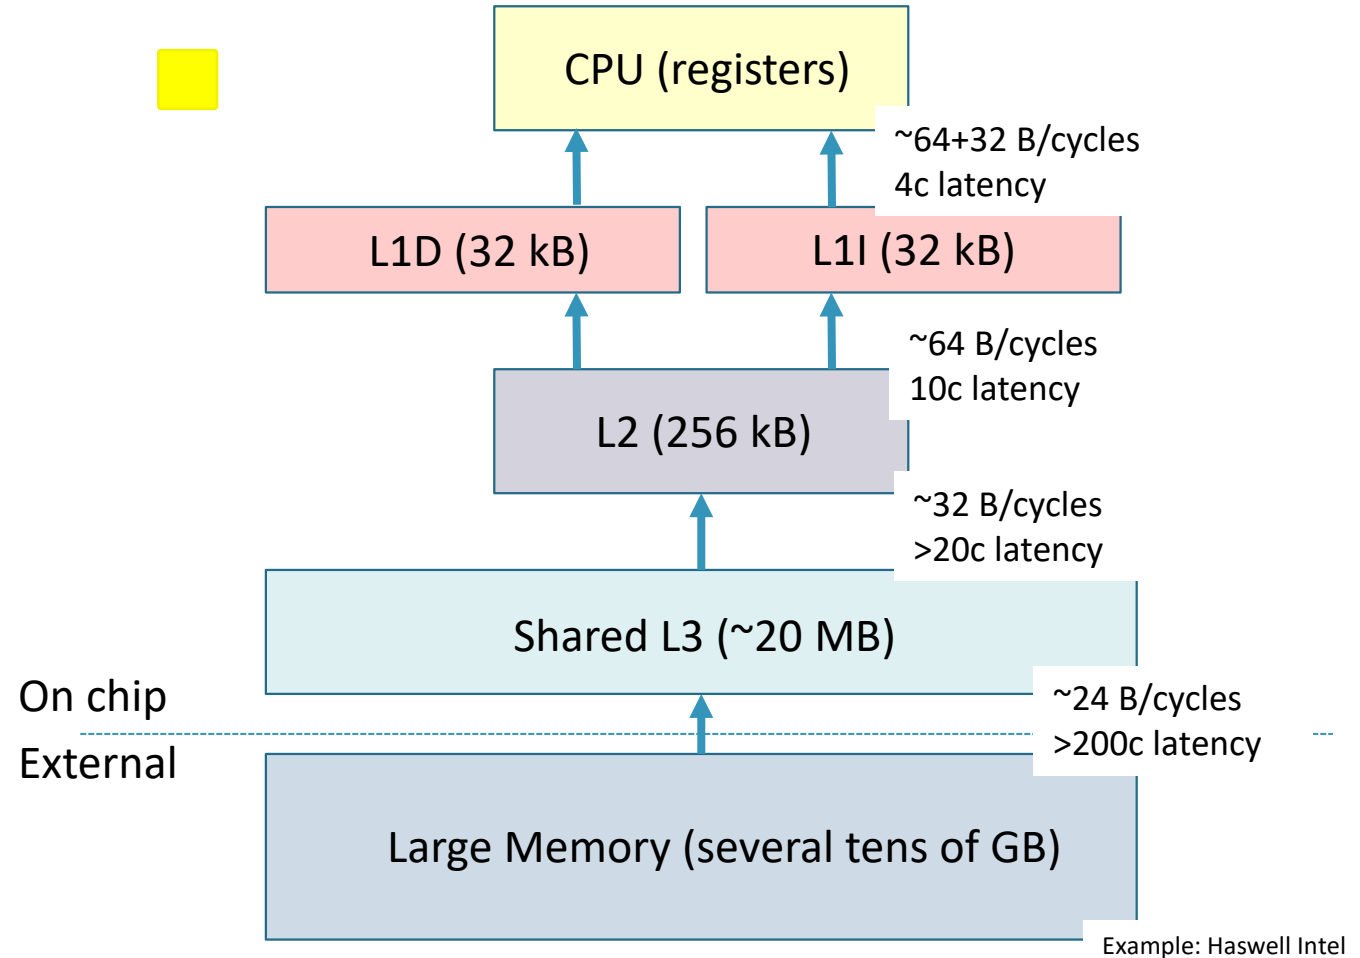 CPU (registers)
~64+32 B/cycles
4c latency
L1D (32 kB)
L1I (32 kB)
~64 B/cycles
10c latency
L2 (256 kB)
~32 B/cycles
>20c latency
Shared L3 (~20 MB)
On chip
~24 B/cycles
>200c latency
External
Large Memory (several tens of GB)
Example: Haswell Intel